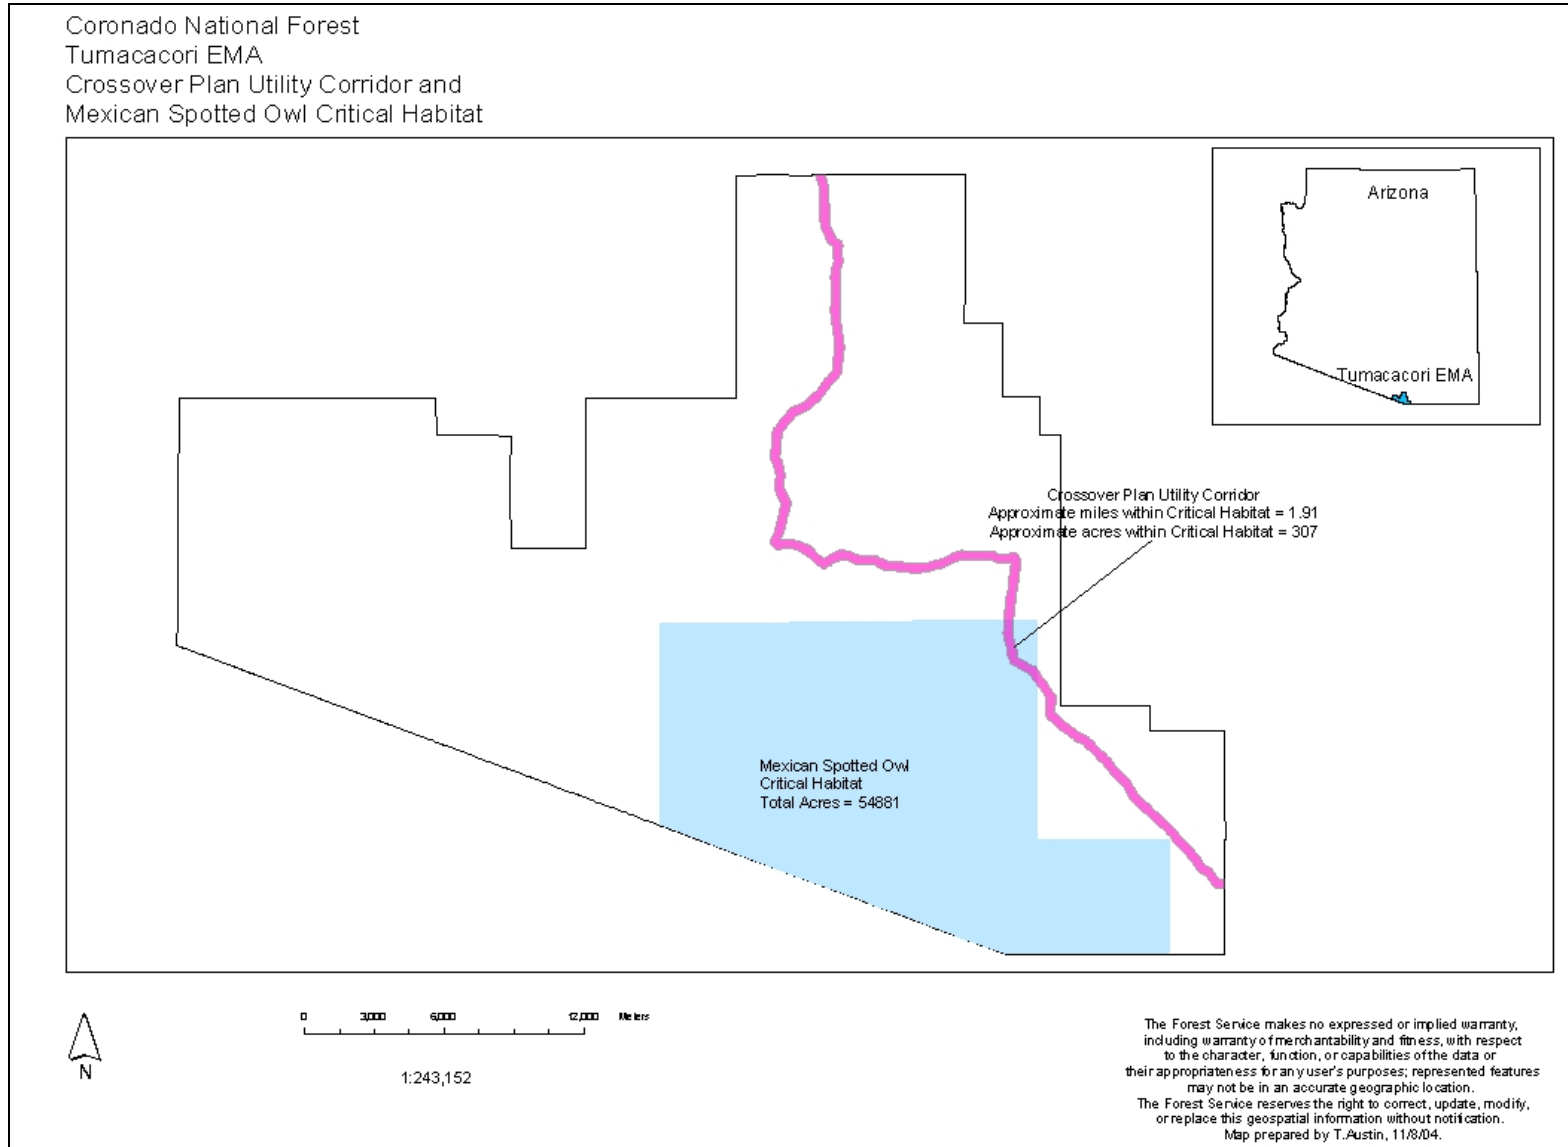 Coronado National Forest
Tumacacori EMA
Crossover Plan Utility Corridor and
Mexican Spotted Owl Critical Habitat
Arizona
Tumacacori EMA
Crossover Plan Utility Corridor
Approximate miles within Critical Habitat = 1.91
Approximate acres within Critical Habitat = 307
Mexican Spotted Owl
Critical Habitat
Total Acres = 54881
0 3,000 6,000 12,000 Meters
N
1:243,152
The Forest Service makes no expressed or implied warranty,
including warranty of merchantability and fitness, with respect
to the character, function, or capabilities of the data or
their appropriateness for any user's purposes; represented features
may not be in an accurate geographic location.
The Forest Service reserves the right to correct, update, modify,
or replace this geospatial information without notification.
Map prepared by T.Austin, 11/8/04.